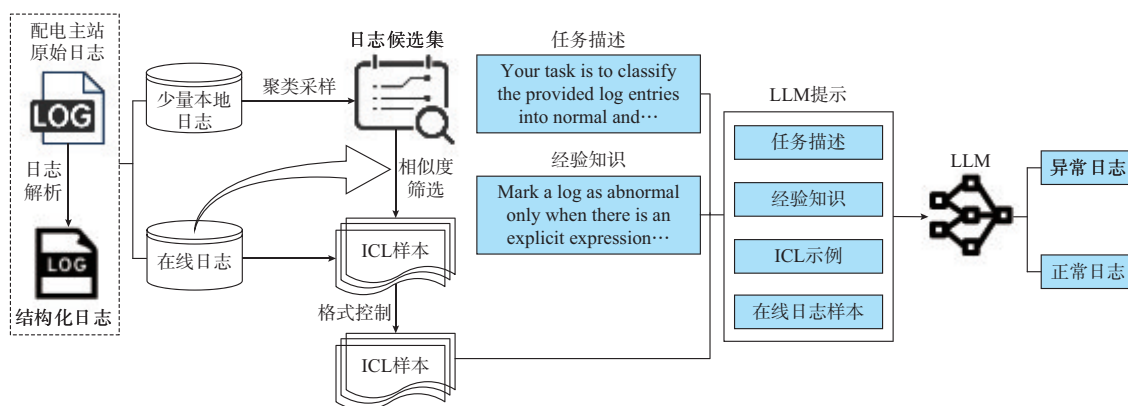 配电主站
原始日志
LOG
日志
解析
LOG
结构化日志
少量本地
日志
在线日志
聚类采样
日志候选集
相似度
筛选
ICL样本
格式控制
ICL样本
任务描述
Your task is to classify
the provided log entries
into normal and…
经验知识
Mark a log as abnormal
only when there is an
explicit expression…
LLM提示
任务描述
经验知识
ICL示例
在线日志样本
LLM
异常日志
正常日志